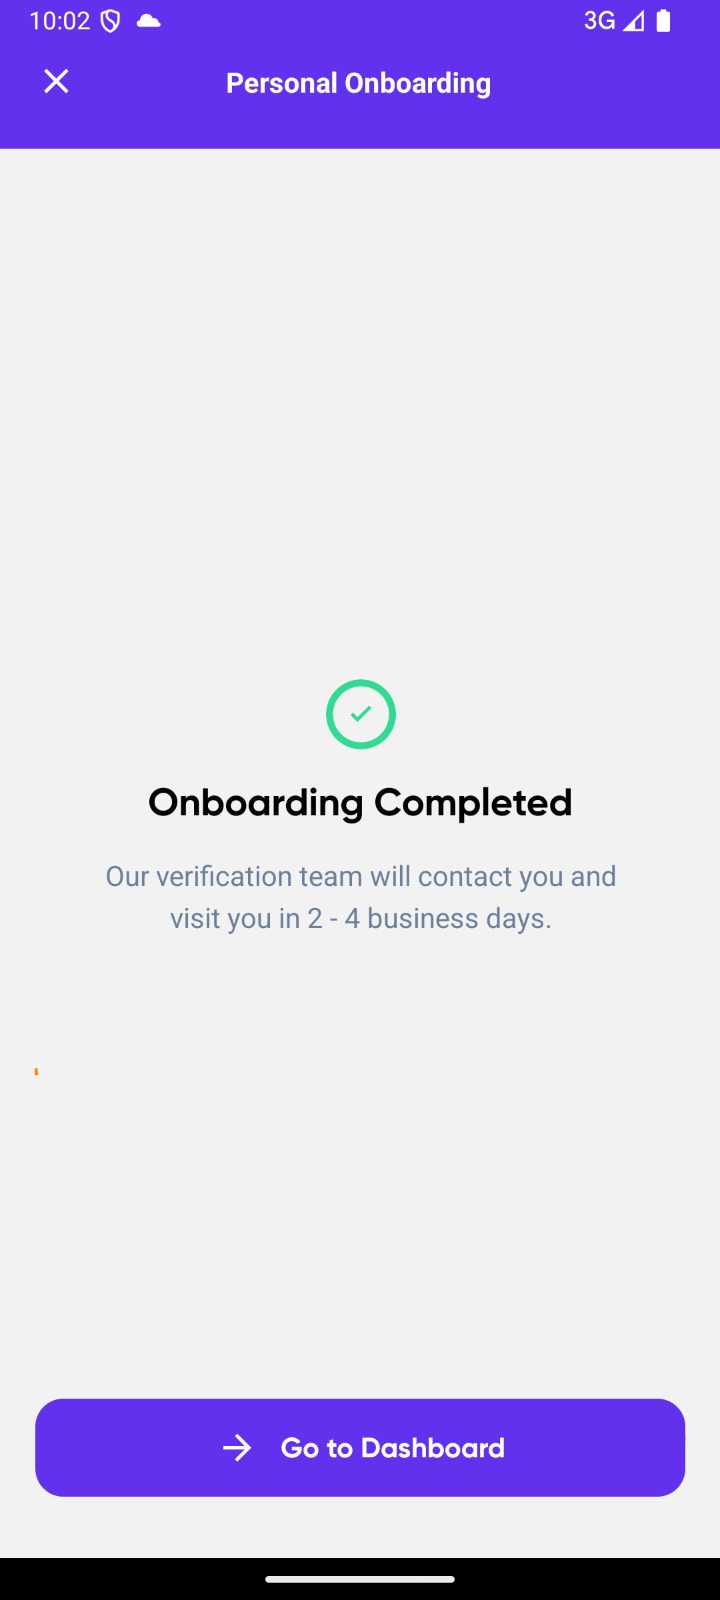 10:02
3G
Personal Onboarding
Onboarding Completed
Our verification team will contact you and
visit you in 2 - 4 business days.
Go to Dashboard